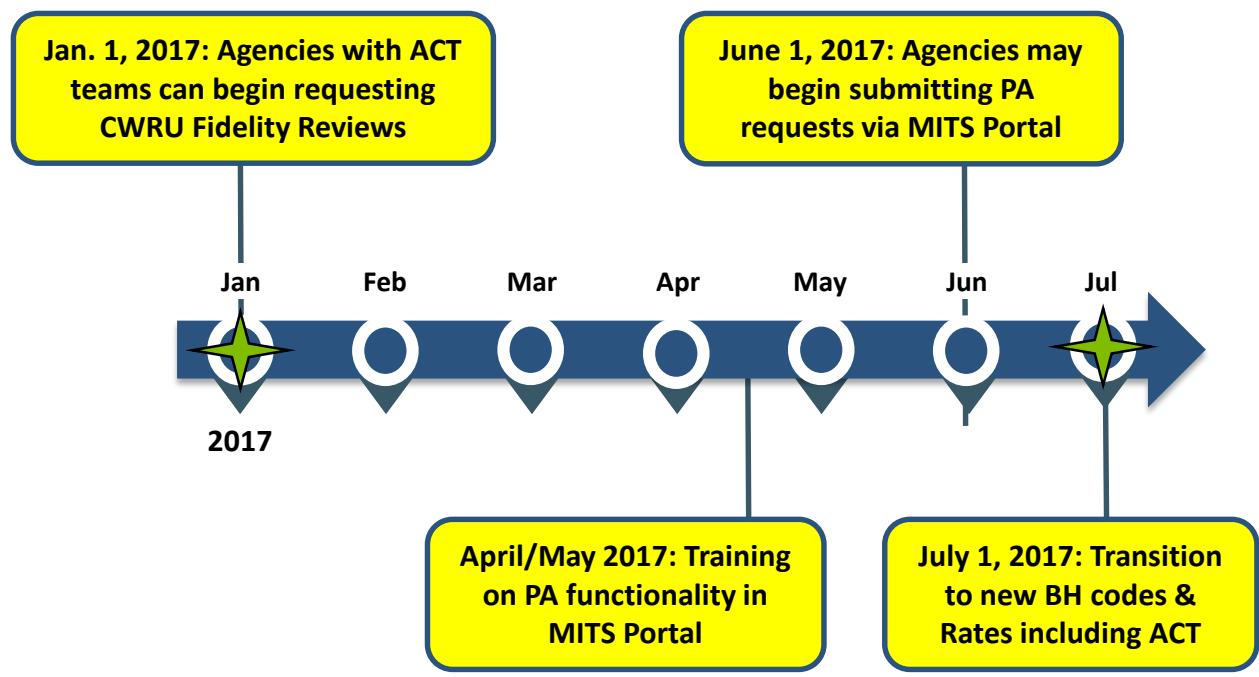 Jan. 1, 2017: Agencies with ACT
teams can begin requesting
CWRU Fidelity Reviews
June 1, 2017: Agencies may
begin submitting PA
requests via MITS Portal
Jan
Feb
Mar
Apr
May
Jun
Jul
2017
April/May 2017: Training
on PA functionality in
MITS Portal
July 1, 2017: Transition
to new BH codes &
Rates including ACT